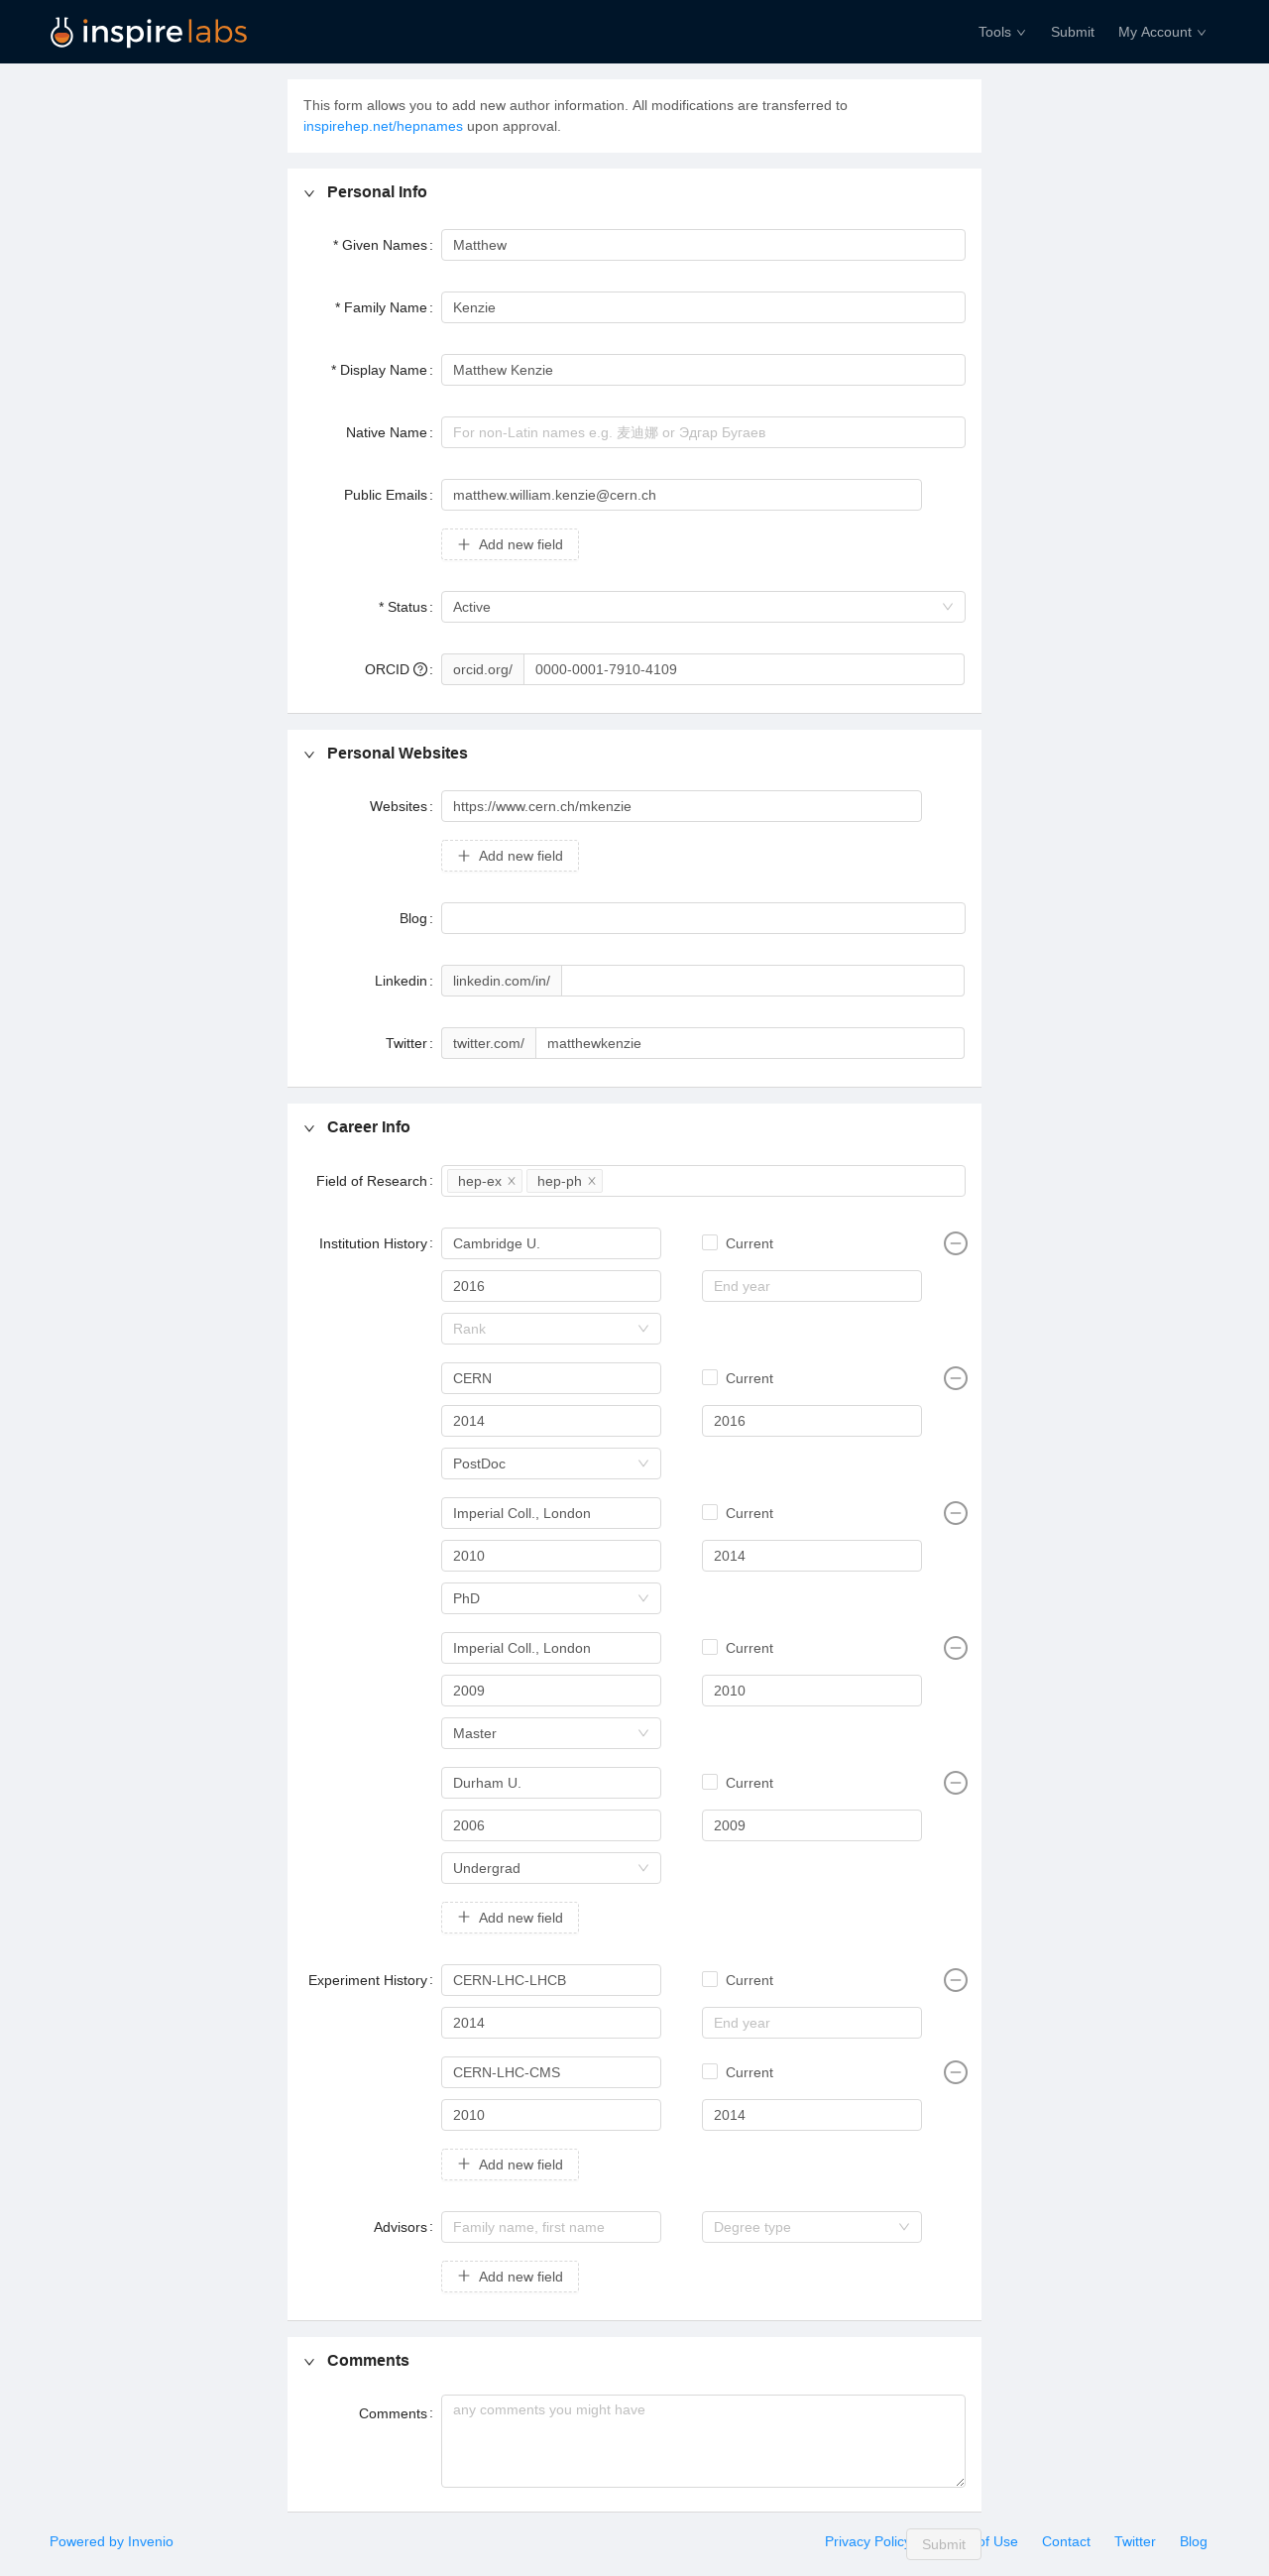 inspire labs
Tools Submit My Account
This form allows you to add new author information. All modifications are transferred to
inspirehep.net/hepnames upon approval.
Personal Info
* Given Names : Matthew
* Family Name : Kenzie
* Display Name : Matthew Kenzie
Native Name : For non-Latin names e.g. 麦迪娜 or Эдгар Бугаев
Public Emails : matthew.william.kenzie@cern.ch
+ Add new field
* Status : Active
ORCID ? : orcid.org/ 0000-0001-7910-4109
Personal Websites
Websites : https://www.cern.ch/mkenzie
+ Add new field
Blog :
Linkedin : linkedin.com/in/
Twitter : twitter.com/ matthewkenzie
Career Info
Field of Research : hep-ex × hep-ph ×
Institution History : Cambridge U. Current
2016 End year
Rank
CERN Current
2014 2016
PostDoc
Imperial Coll., London Current
2010 2014
PhD
Imperial Coll., London Current
2009 2010
Master
Durham U. Current
2006 2009
Undergrad
+ Add new field
Experiment History : CERN-LHC-LHCB Current
2014 End year
CERN-LHC-CMS Current
2010 2014
+ Add new field
Advisors : Family name, first name Degree type
+ Add new field
Comments
Comments : any comments you might have
Powered by Invenio Privacy Policy Submit of Use Contact Twitter Blog